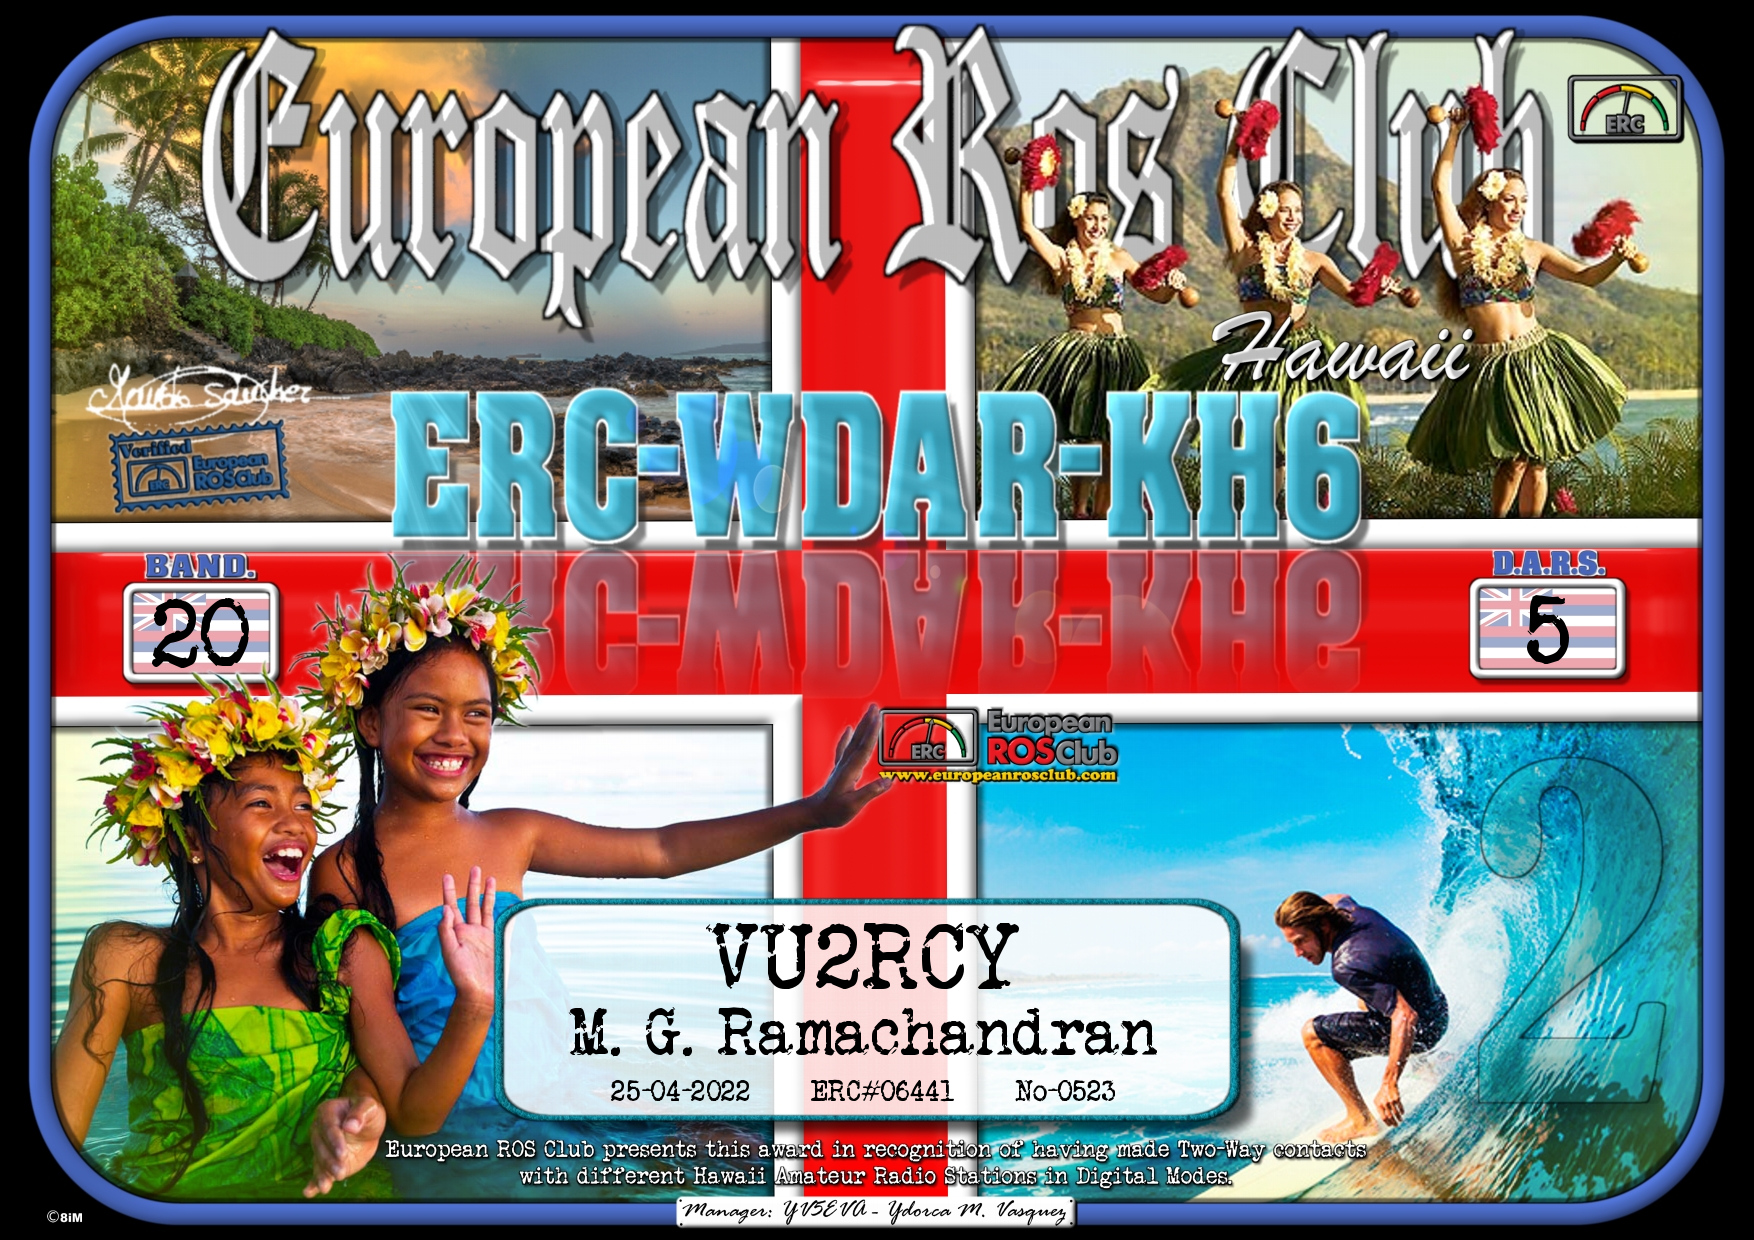 European Ros Club
ERC
Hawaii
Verified
ERC
European
ROSClub
ERC-WDAR-KH6
BAND.
20
D.A.R.S.
5
ERC
European
ROSClub
www.europeanrosclub.com
2
VU2RCY
M. G. Ramachandran
25-04-2022 ERC#06441 No-0523
European ROS Club presents this award in recognition of having made Two-Way contacts
with different Hawaii Amateur Radio Stations in Digital Modes.
Manager: YV5EVA - Ydorca M. Vasquez
©8iM